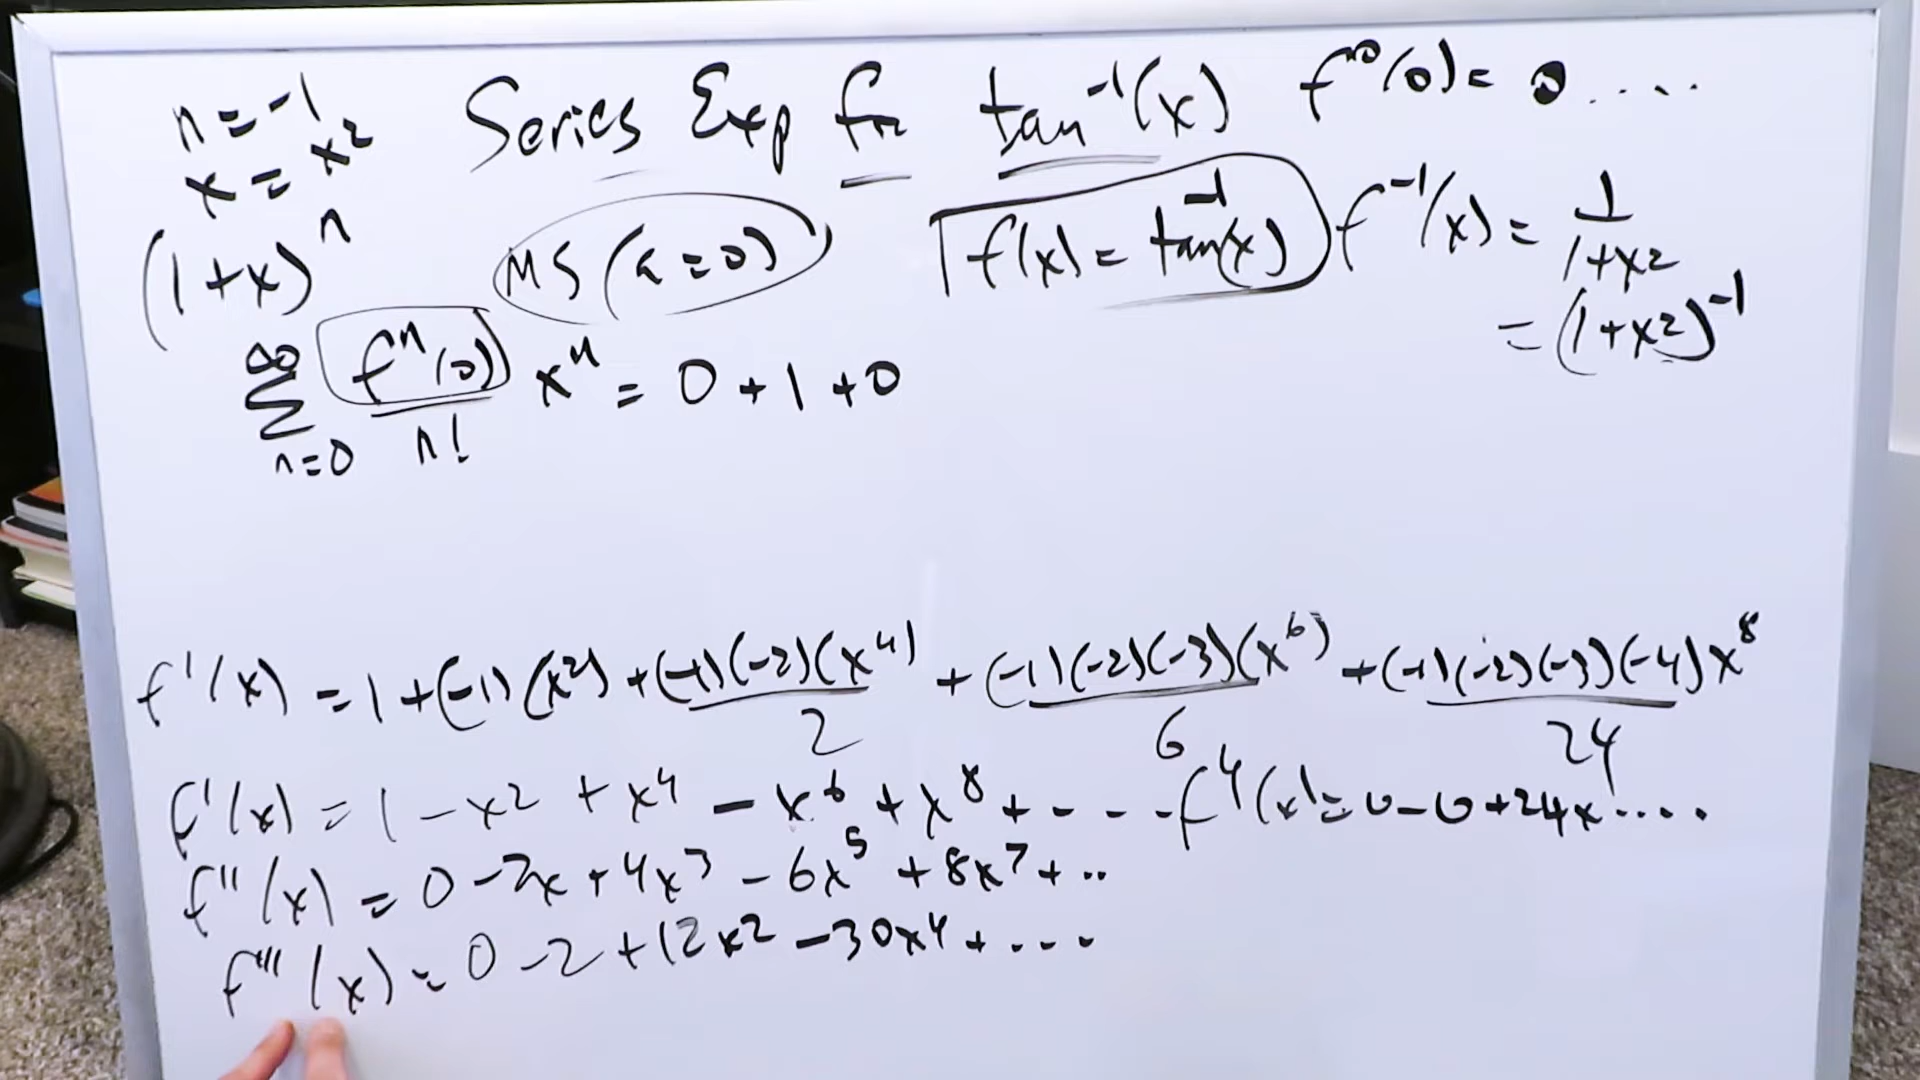 n = -1
x = x²
(1+x)ⁿ
Series Exp for tan⁻¹(x)
f⁰(0) = 0 ....
MS (a=0)
f(x) = tan⁻¹(x)
f⁻¹(x) = 1/(1+x²)
= (1+x²)⁻¹
∞ Σ n=0 fⁿ(0)/n! xⁿ = 0 + 1 + 0
f'(x) = 1 + (-1)(x²) + (-1)(-2)(x⁴)/2 + (-1)(-2)(-3)(x⁶)/6 + (-1)(-2)(-3)(-4)x⁸/24
f'(x) = 1 - x² + x⁴ - x⁶ + x⁸ + - - - -
f⁴(x) = 0 - 0 + 24x ....
f''(x) = 0 - 2x + 4x³ - 6x⁵ + 8x⁷ + ..
f'''(x) = 0 - 2 + 12x² - 30x⁴ + ....